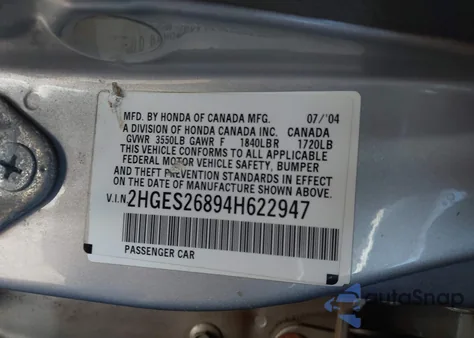 MFD. BY HONDA OF CANADA MFG. 07/'04
A DIVISION OF HONDA CANADA INC. CANADA
GVWR 3550LB GAWR F 1840LB R 1720LB
THIS VEHICLE CONFORMS TO ALL APPLICABLE
FEDERAL MOTOR VEHICLE SAFETY, BUMPER
AND THEFT PREVENTION STANDARDS IN EFFECT
ON THE DATE OF MANUFACTURE SHOWN ABOVE.
V.I.N 2HGES26894H622947
PASSENGER CAR
autoSnap